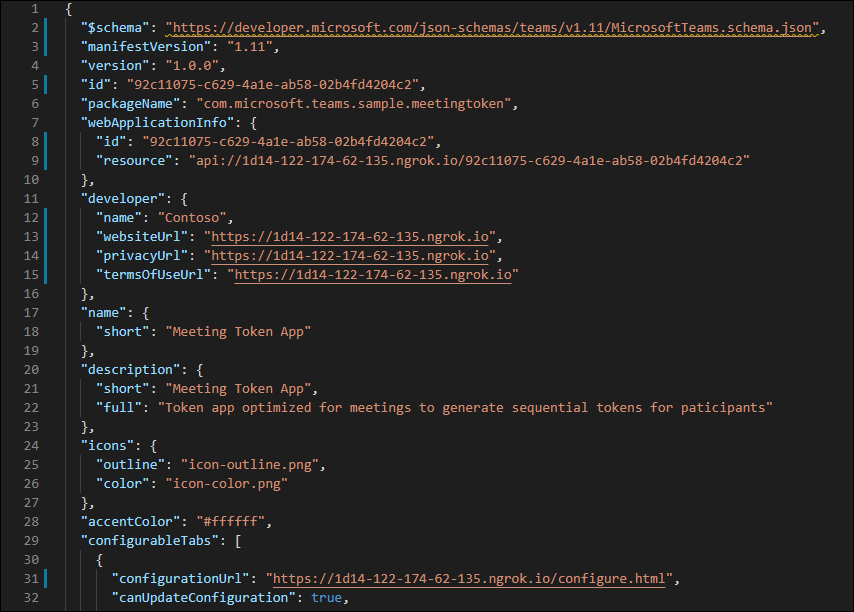 1 {
2 "$schema": "https://developer.microsoft.com/json-schemas/teams/v1.11/MicrosoftTeams.schema.json",
3 "manifestVersion": "1.11",
4 "version": "1.0.0",
5 "id": "92c11075-c629-4a1e-ab58-02b4fd4204c2",
6 "packageName": "com.microsoft.teams.sample.meetingtoken",
7 "webApplicationInfo": {
8 "id": "92c11075-c629-4a1e-ab58-02b4fd4204c2",
9 "resource": "api://1d14-122-174-62-135.ngrok.io/92c11075-c629-4a1e-ab58-02b4fd4204c2"
10 },
11 "developer": {
12 "name": "Contoso",
13 "websiteUrl": "https://1d14-122-174-62-135.ngrok.io",
14 "privacyUrl": "https://1d14-122-174-62-135.ngrok.io",
15 "termsOfUseUrl": "https://1d14-122-174-62-135.ngrok.io"
16 },
17 "name": {
18 "short": "Meeting Token App"
19 },
20 "description": {
21 "short": "Meeting Token App",
22 "full": "Token app optimized for meetings to generate sequential tokens for paticipants"
23 },
24 "icons": {
25 "outline": "icon-outline.png",
26 "color": "icon-color.png"
27 },
28 "accentColor": "#ffffff",
29 "configurableTabs": [
30 {
31 "configurationUrl": "https://1d14-122-174-62-135.ngrok.io/configure.html",
32 "canUpdateConfiguration": true,